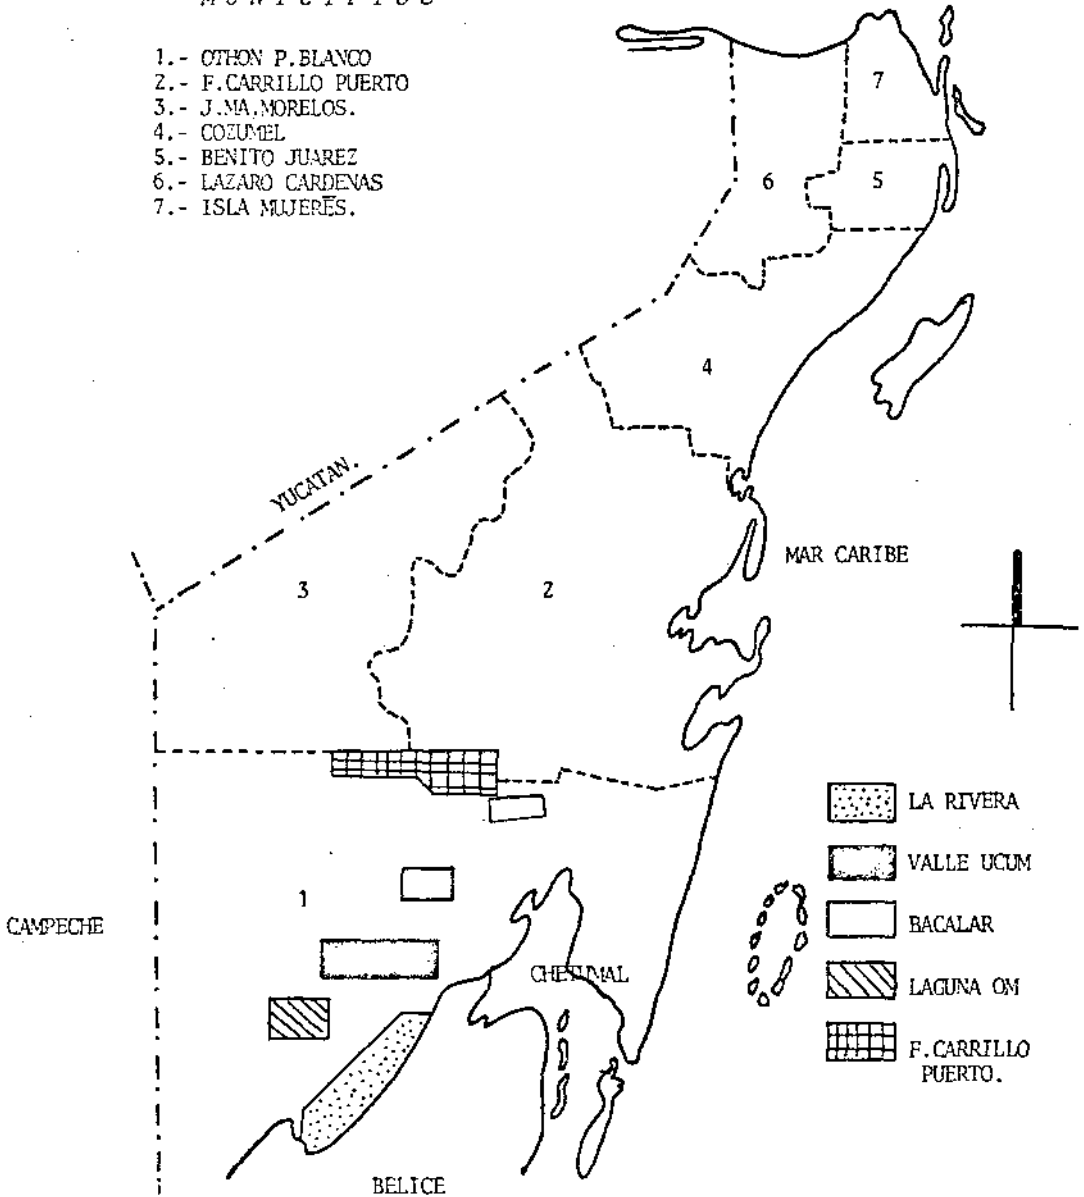 MUNICIPIOS
1.- OTHON P.BLANCO
2.- F.CARRILLO PUERTO
3.- J.MA.MORELOS.
4.- COZUMEL
5.- BENITO JUAREZ
6.- LAZARO CARDENAS
7.- ISLA MUJERES.
7
6
5
4
YUCATAN.
MAR CARIBE
3
2
LA RIVERA
VALLE UCUM
1
CAMPECHE
BACALAR
CHETUMAL
LAGUNA OM
F.CARRILLO
PUERTO.
BELICE